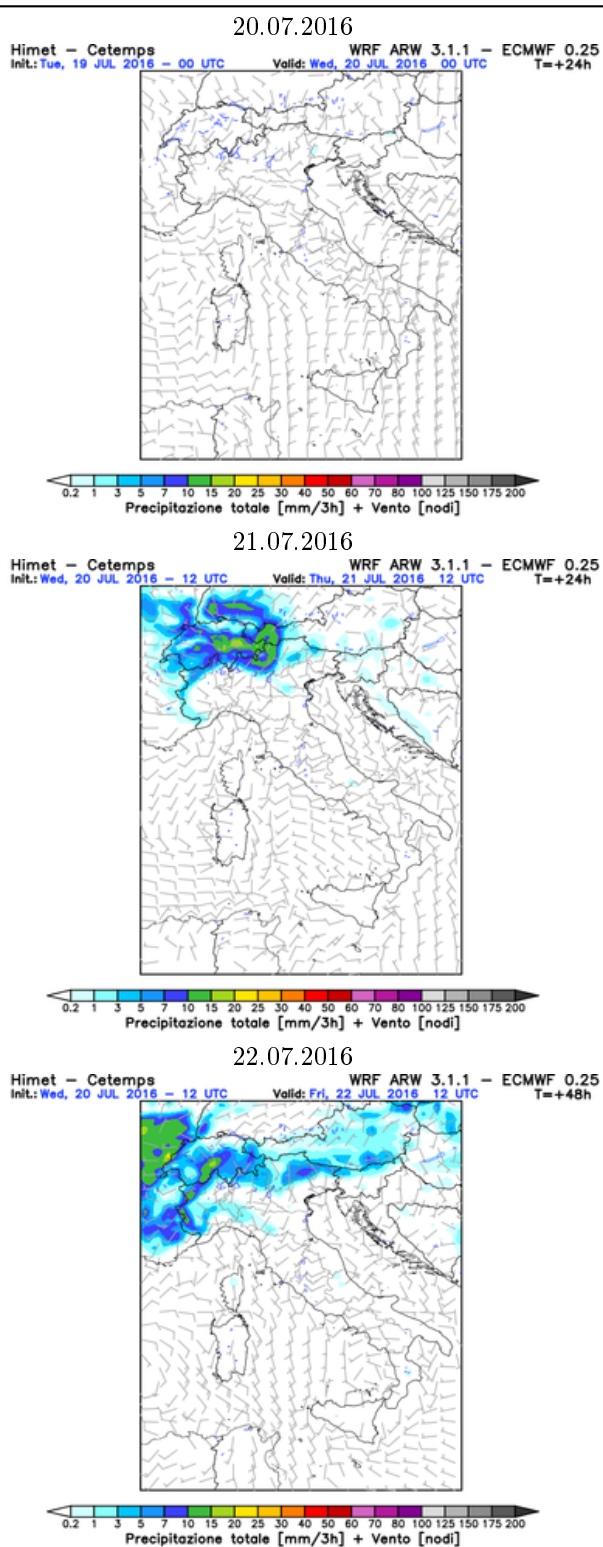 20.07.2016
Himet – Cetemps WRF ARW 3.1.1 – ECMWF 0.25
Init.: Tue, 19 JUL 2016 – 00 UTC Valid: Wed, 20 JUL 2016 00 UTC T=+24h
0.2 1 3 5 7 10 15 20 25 30 40 50 60 70 80 100 125 150 175 200
Precipitazione totale [mm/3h] + Vento [nodi]
21.07.2016
Himet – Cetemps WRF ARW 3.1.1 – ECMWF 0.25
Init.: Wed, 20 JUL 2016 – 12 UTC Valid: Thu, 21 JUL 2016 12 UTC T=+24h
0.2 1 3 5 7 10 15 20 25 30 40 50 60 70 80 100 125 150 175 200
Precipitazione totale [mm/3h] + Vento [nodi]
22.07.2016
Himet – Cetemps WRF ARW 3.1.1 – ECMWF 0.25
Init.: Wed, 20 JUL 2016 – 12 UTC Valid: Fri, 22 JUL 2016 12 UTC T=+48h
0.2 1 3 5 7 10 15 20 25 30 40 50 60 70 80 100 125 150 175 200
Precipitazione totale [mm/3h] + Vento [nodi]